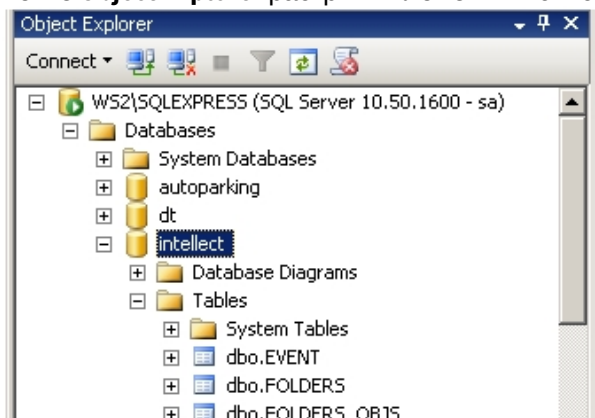 Object Explorer
Connect
WS2\SQLEXPRESS (SQL Server 10.50.1600 - sa)
Databases
System Databases
autoparking
dt
intellect
Database Diagrams
Tables
System Tables
dbo.EVENT
dbo.FOLDERS
dbo.FOLDERS_OBJS